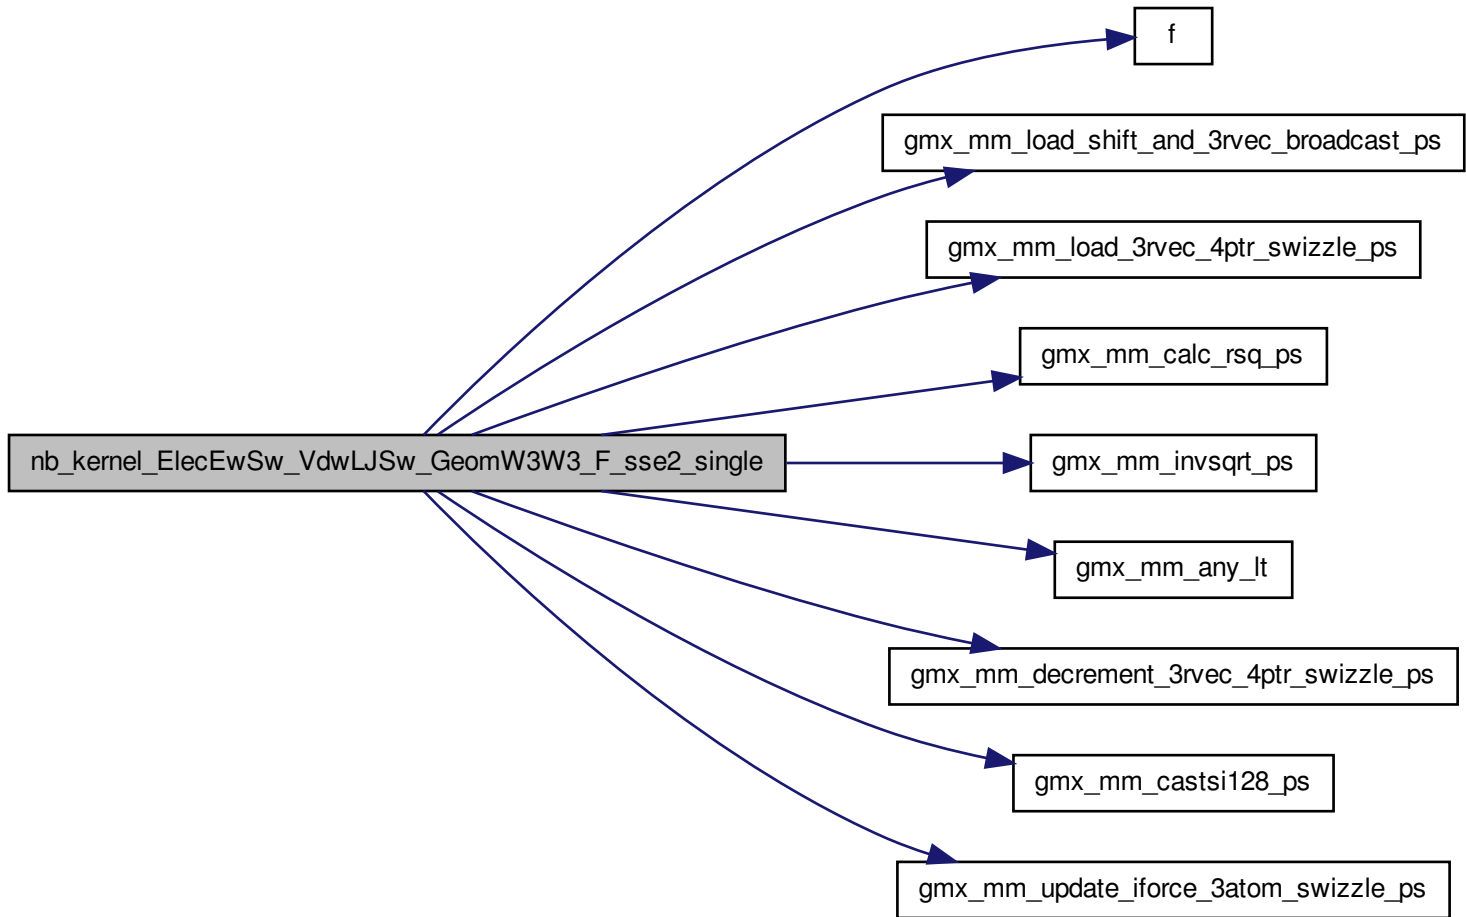 f
gmx_mm_load_shift_and_3rvec_broadcast_ps
gmx_mm_load_3rvec_4ptr_swizzle_ps
gmx_mm_calc_rsq_ps
nb_kernel_ElecEwSw_VdwLJSw_GeomW3W3_F_sse2_single
gmx_mm_invsqrt_ps
gmx_mm_any_lt
gmx_mm_decrement_3rvec_4ptr_swizzle_ps
gmx_mm_castsi128_ps
gmx_mm_update_iforce_3atom_swizzle_ps